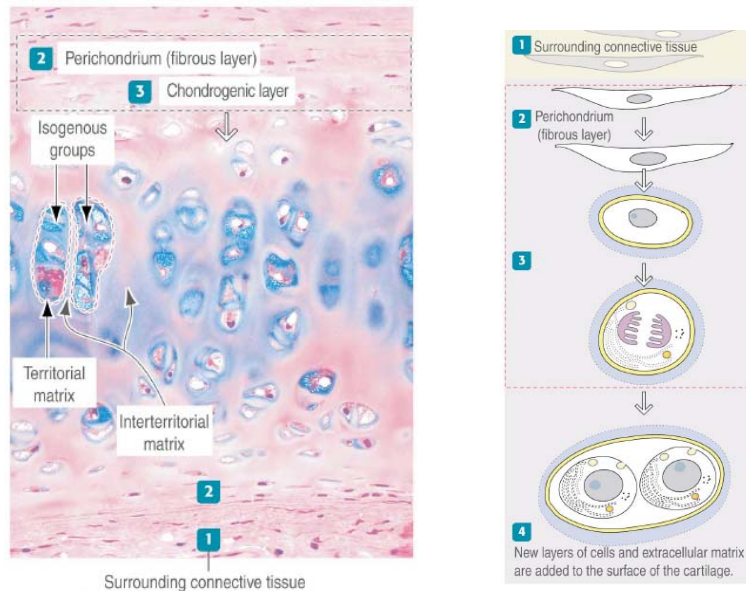 2 Perichondrium (fibrous layer)
3 Chondrogenic layer
Isogenous
groups
Territorial
matrix
Interterritorial
matrix
2
1
Surrounding connective tissue
1 Surrounding connective tissue
2 Perichondrium
(fibrous layer)
3
4
New layers of cells and extracellular matrix
are added to the surface of the cartilage.